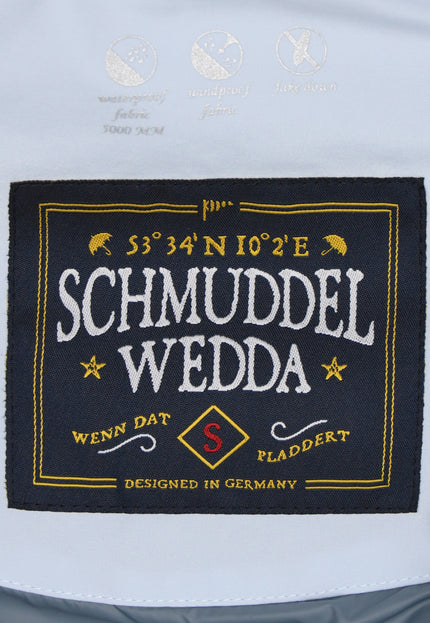 waterproof
fabric
5000 MM
windproof
fabric
fake down
53° 34' N 10° 2' E
SCHMUDDEL
WEDDA
WENN DAT
S
PLADDERT
DESIGNED IN GERMANY